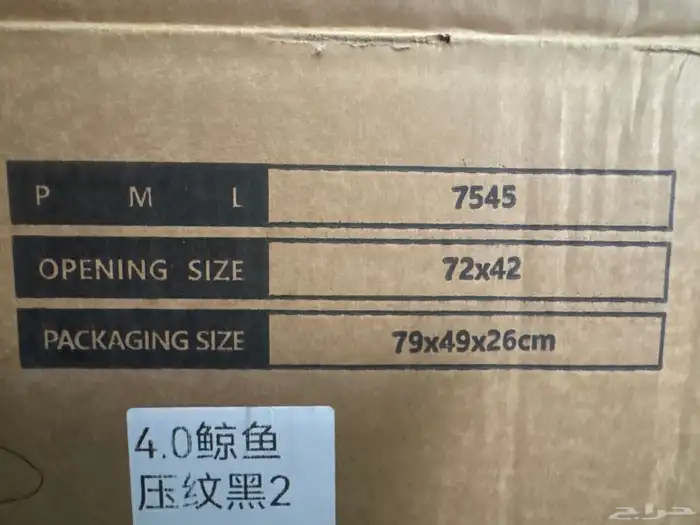 P M L 7545
OPENING SIZE 72x42
PACKAGING SIZE 79x49x26cm
4.0鲸鱼
压纹黑2
حراج